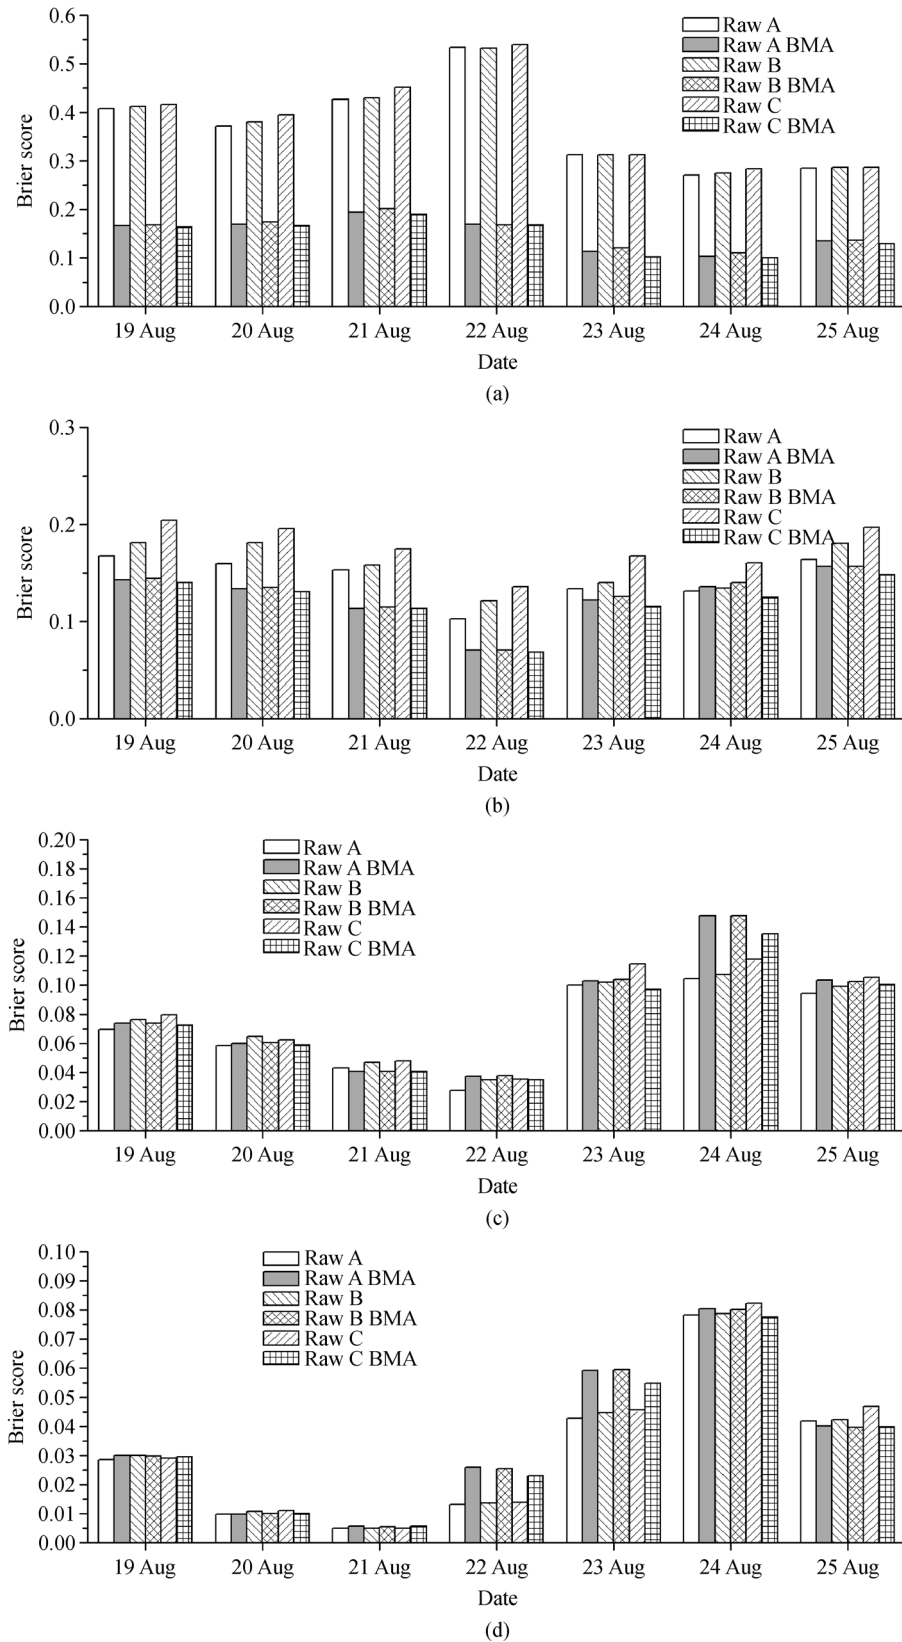 0.6
0.5
0.4
0.3
0.2
0.1
0.0
Brier score
Raw A
Raw A BMA
Raw B
Raw B BMA
Raw C
Raw C BMA
19 Aug 20 Aug 21 Aug 22 Aug 23 Aug 24 Aug 25 Aug
Date
(a)
0.3
0.2
0.1
0.0
Brier score
Raw A
Raw A BMA
Raw B
Raw B BMA
Raw C
Raw C BMA
19 Aug 20 Aug 21 Aug 22 Aug 23 Aug 24 Aug 25 Aug
Date
(b)
0.20
0.18
0.16
0.14
0.12
0.10
0.08
0.06
0.04
0.02
0.00
Brier score
Raw A
Raw A BMA
Raw B
Raw B BMA
Raw C
Raw C BMA
19 Aug 20 Aug 21 Aug 22 Aug 23 Aug 24 Aug 25 Aug
Date
(c)
0.10
0.09
0.08
0.07
0.06
0.05
0.04
0.03
0.02
0.01
0.00
Brier score
Raw A
Raw A BMA
Raw B
Raw B BMA
Raw C
Raw C BMA
19 Aug 20 Aug 21 Aug 22 Aug 23 Aug 24 Aug 25 Aug
Date
(d)